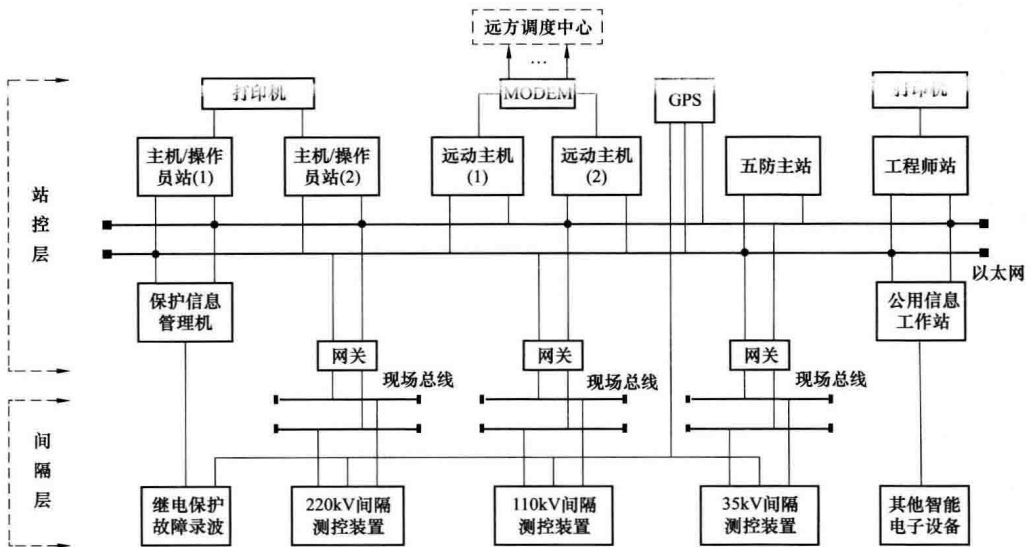 远方调度中心
…
打印机
MODEM
GPS
打印机
主机/操作
员站(1)
主机/操作
员站(2)
远动主机
(1)
远动主机
(2)
五防主站
工程师站
站控层
以太网
保护信息
管理机
公用信息
工作站
网关
网关
网关
现场总线
现场总线
现场总线
间隔层
继电保护
故障录波
220kV间隔
测控装置
110kV间隔
测控装置
35kV间隔
测控装置
其他智能
电子设备